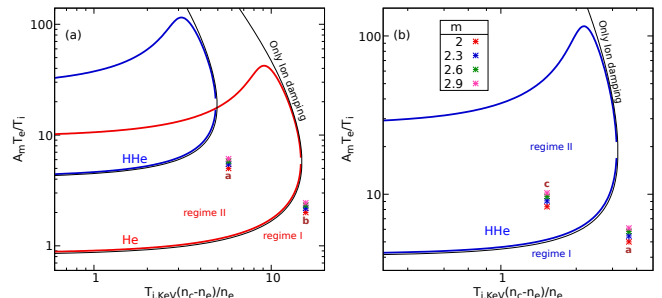 (a)
Only Ion damping
HHe
a
regime II
b
He
regime I
100
10
1
1
10
A_mT_e/T_i
T_i,KeV(n_c-n_e)/n_e
(b)
m
2
2.3
2.6
2.9
Only Ion damping
regime II
c
HHe
a
regime I
100
10
1
A_mT_e/T_i
T_i,KeV(n_c-n_e)/n_e